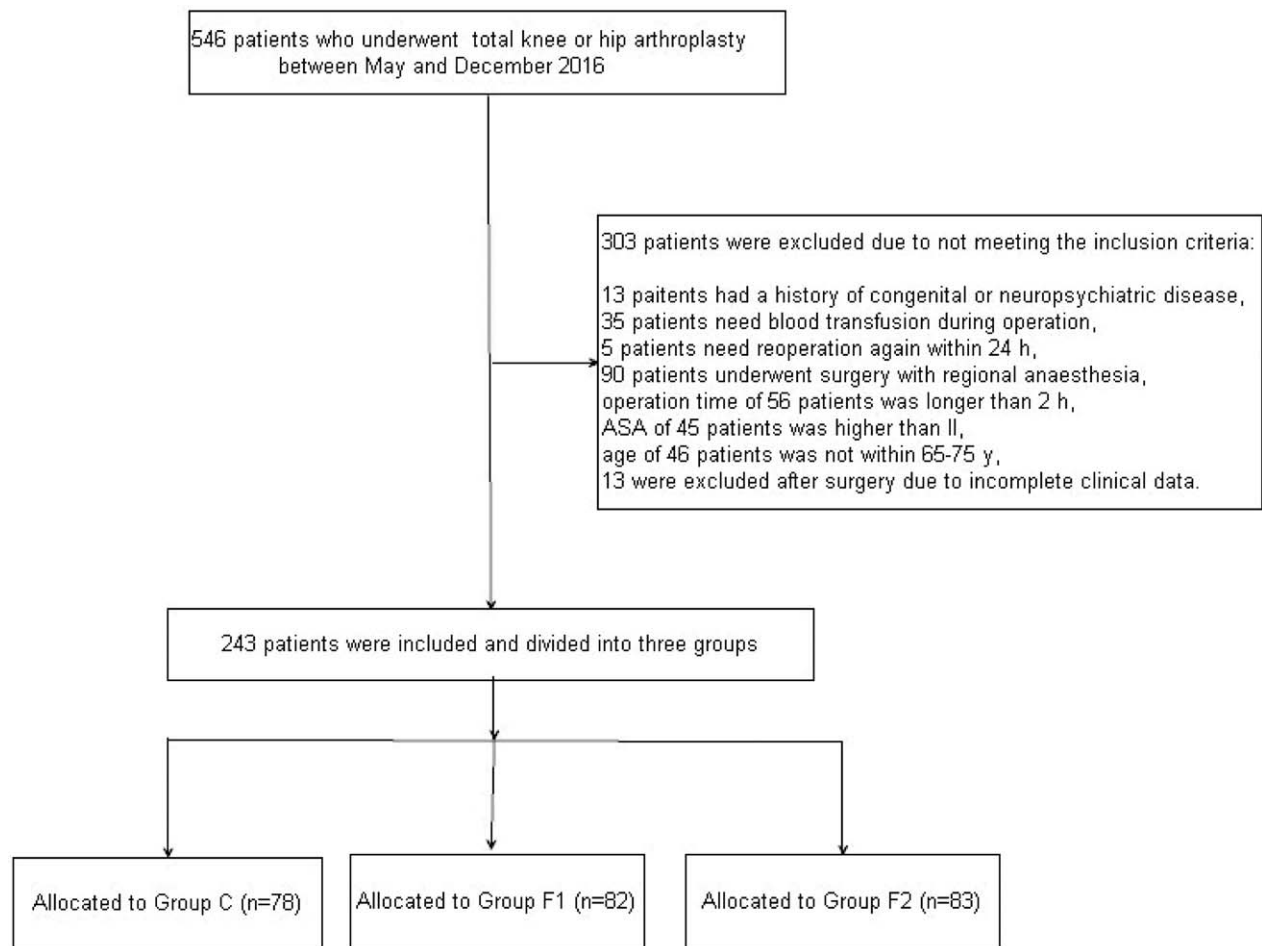 546 patients who underwent total knee or hip arthroplasty
between May and December 2016
303 patients were excluded due to not meeting the inclusion criteria:
13 paitents had a history of congenital or neuropsychiatric disease,
35 patients need blood transfusion during operation,
5 patients need reoperation again within 24 h,
90 patients underwent surgery with regional anaesthesia,
operation time of 56 patients was longer than 2 h,
ASA of 45 patients was higher than II,
age of 46 patients was not within 65-75 y,
13 were excluded after surgery due to incomplete clinical data.
243 patients were included and divided into three groups
Allocated to Group C (n=78)
Allocated to Group F1 (n=82)
Allocated to Group F2 (n=83)